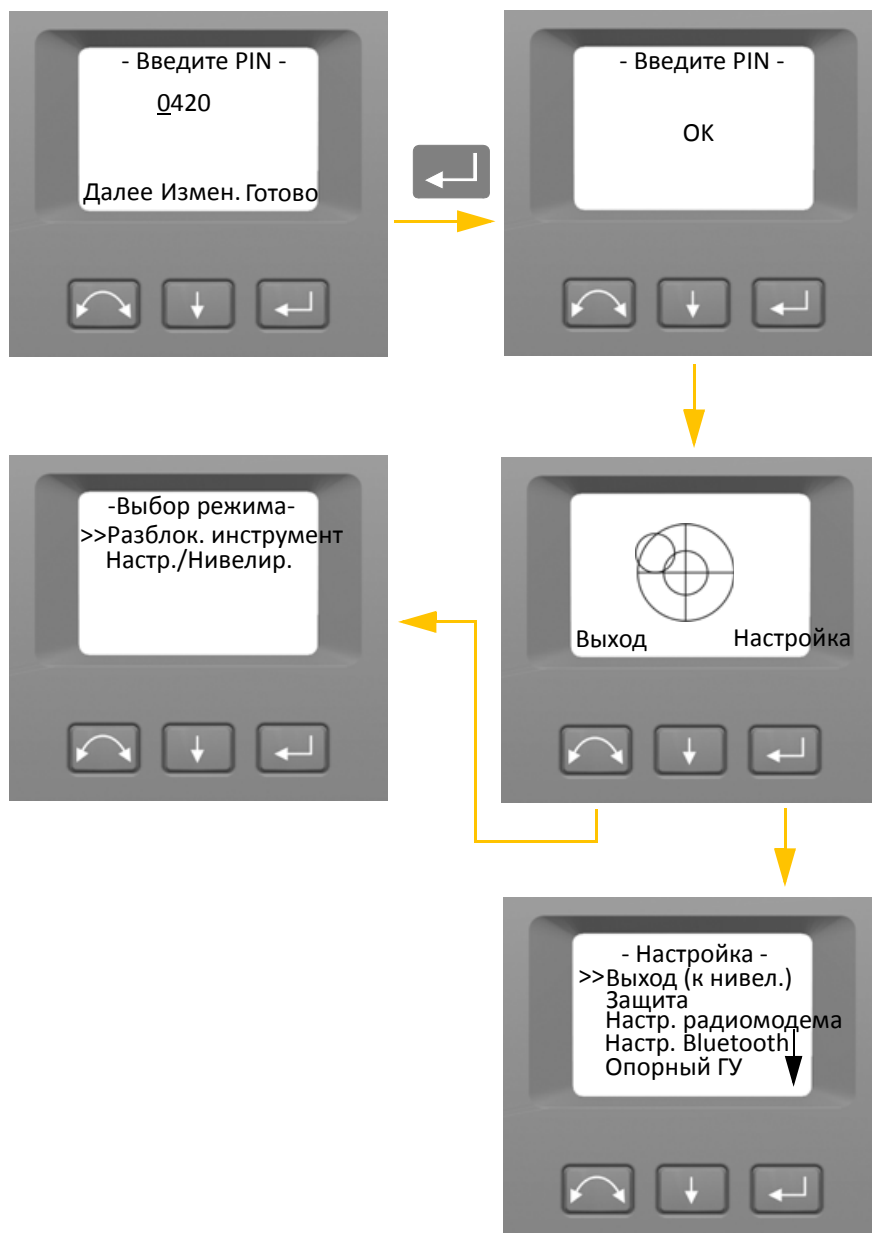 - Введите PIN -
0420
Далее Измен. Готово
- Введите PIN -
OK
-Выбор режима-
>>Разблок. инструмент
Настр./Нивелир.
Выход Настройка
- Настройка -
>>Выход (к нивел.)
Защита
Настр. радиомодема
Настр. Bluetooth
Опорный ГУ